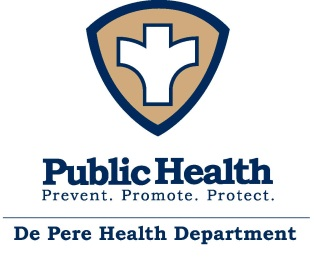 Public Health
Prevent. Promote. Protect.
De Pere Health Department